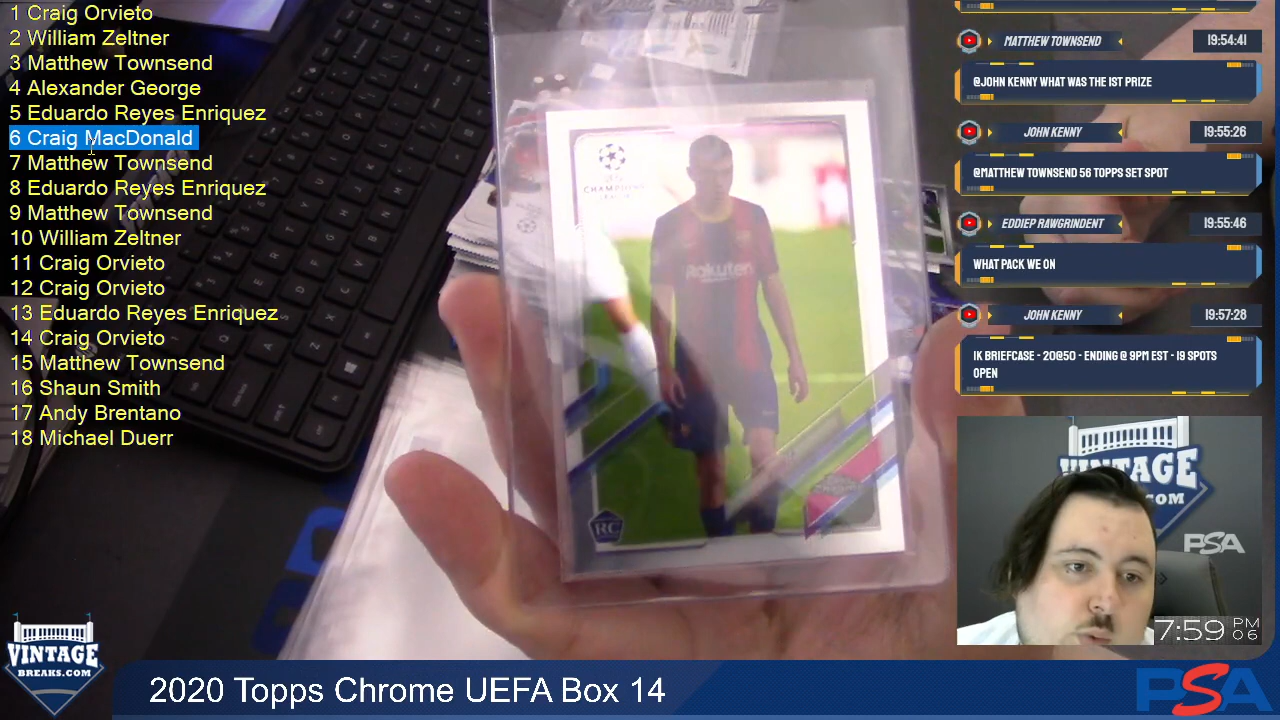 1 Craig Orvieto
2 William Zeltner
3 Matthew Townsend
4 Alexander George
5 Eduardo Reyes Enriquez
6 Craig MacDonald
7 Matthew Townsend
8 Eduardo Reyes Enriquez
9 Matthew Townsend
10 William Zeltner
11 Craig Orvieto
12 Craig Orvieto
13 Eduardo Reyes Enriquez
14 Craig Orvieto
15 Matthew Townsend
16 Shaun Smith
17 Andy Brentano
18 Michael Duerr
CHAMPIONS
Rakuten
RC
MATTHEW TOWNSEND 19:54:41
@JOHN KENNY WHAT WAS THE 1ST PRIZE
JOHN KENNY 19:55:26
@MATTHEW TOWNSEND 56 TOPPS SET SPOT
EDDIEP RAWGRINDENT 19:55:46
WHAT PACK WE ON
JOHN KENNY 19:57:28
1K BRIEFCASE - 20@50 - ENDING @ 9PM EST - 19 SPOTS
OPEN
VINTAGE
.COM
PSA
7:59 PM
06
VINTAGE
BREAKS.COM
2020 Topps Chrome UEFA Box 14
PSA